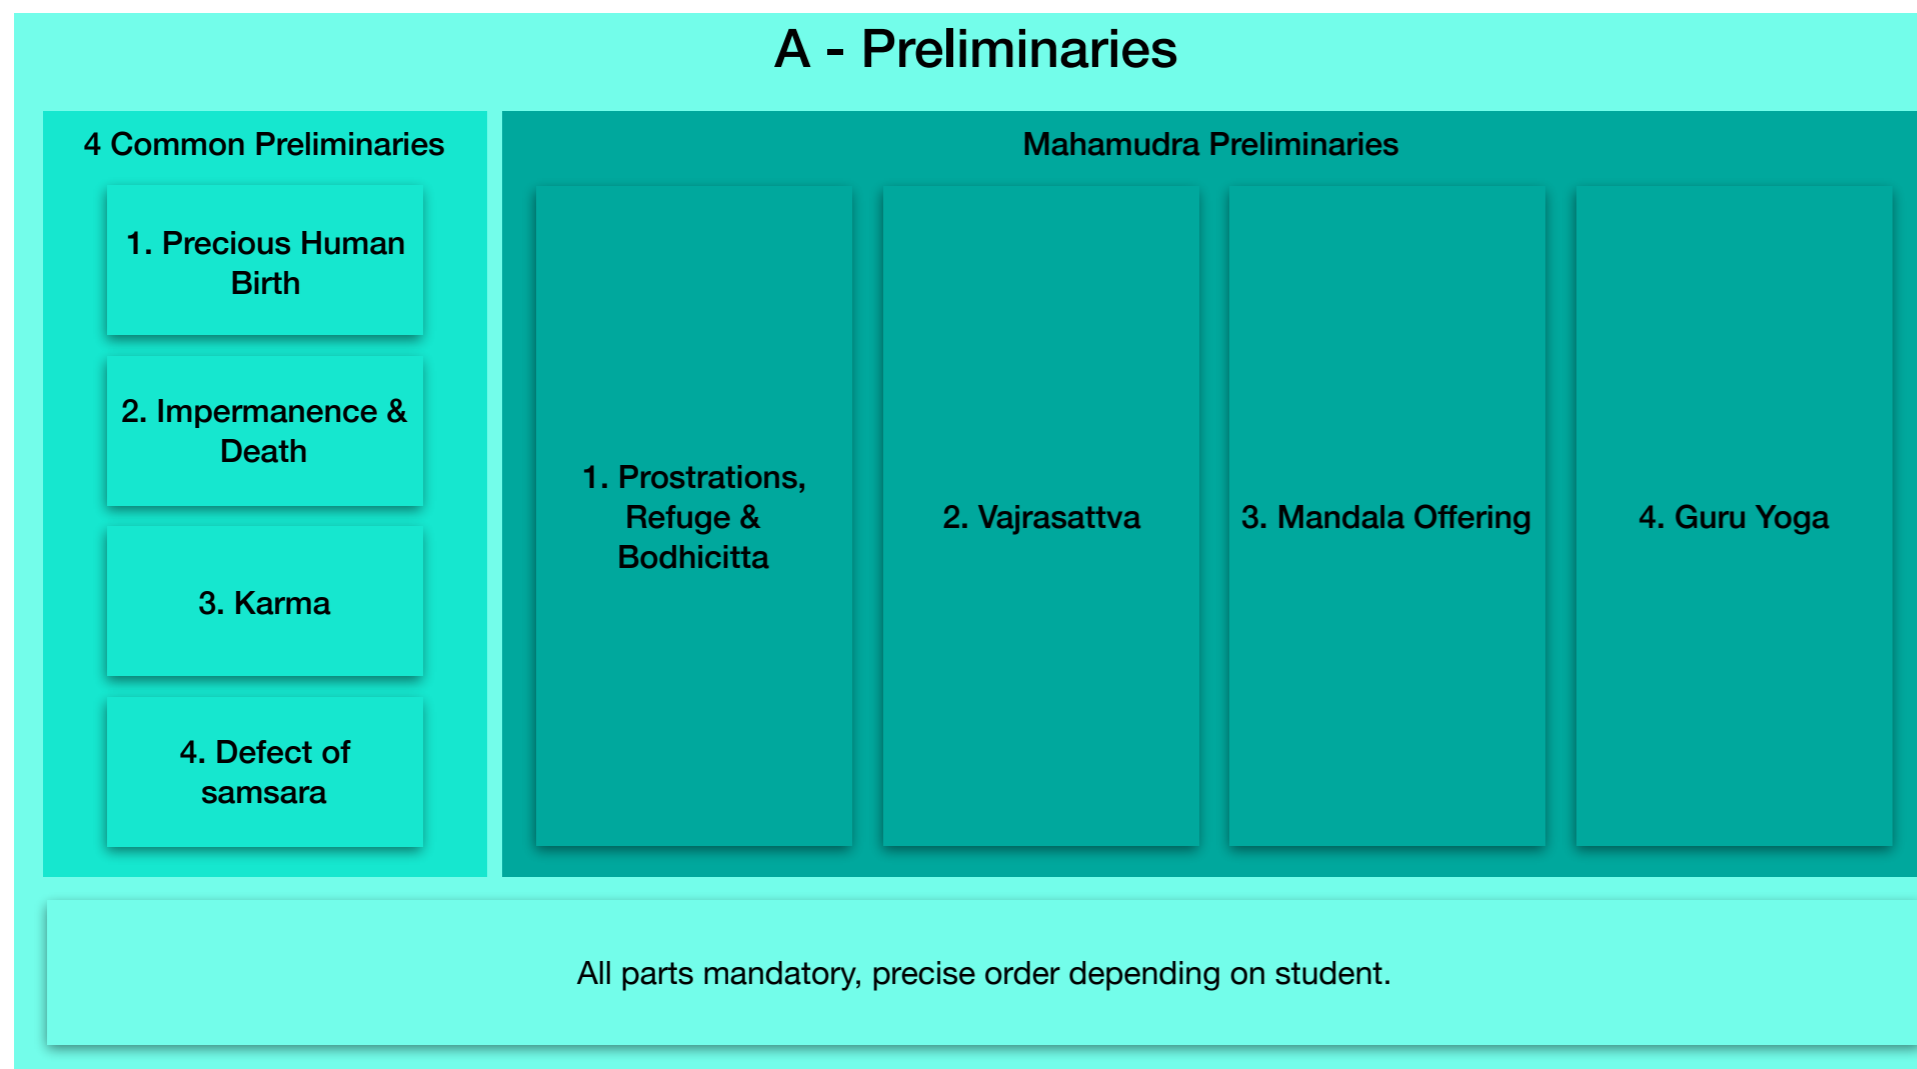 A - Preliminaries
4 Common Preliminaries
1. Precious Human
Birth
2. Impermanence &
Death
3. Karma
4. Defect of
samsara
Mahamudra Preliminaries
1. Prostrations,
Refuge &
Bodhicitta
2. Vajrasattva
3. Mandala Offering
4. Guru Yoga
All parts mandatory, precise order depending on student.